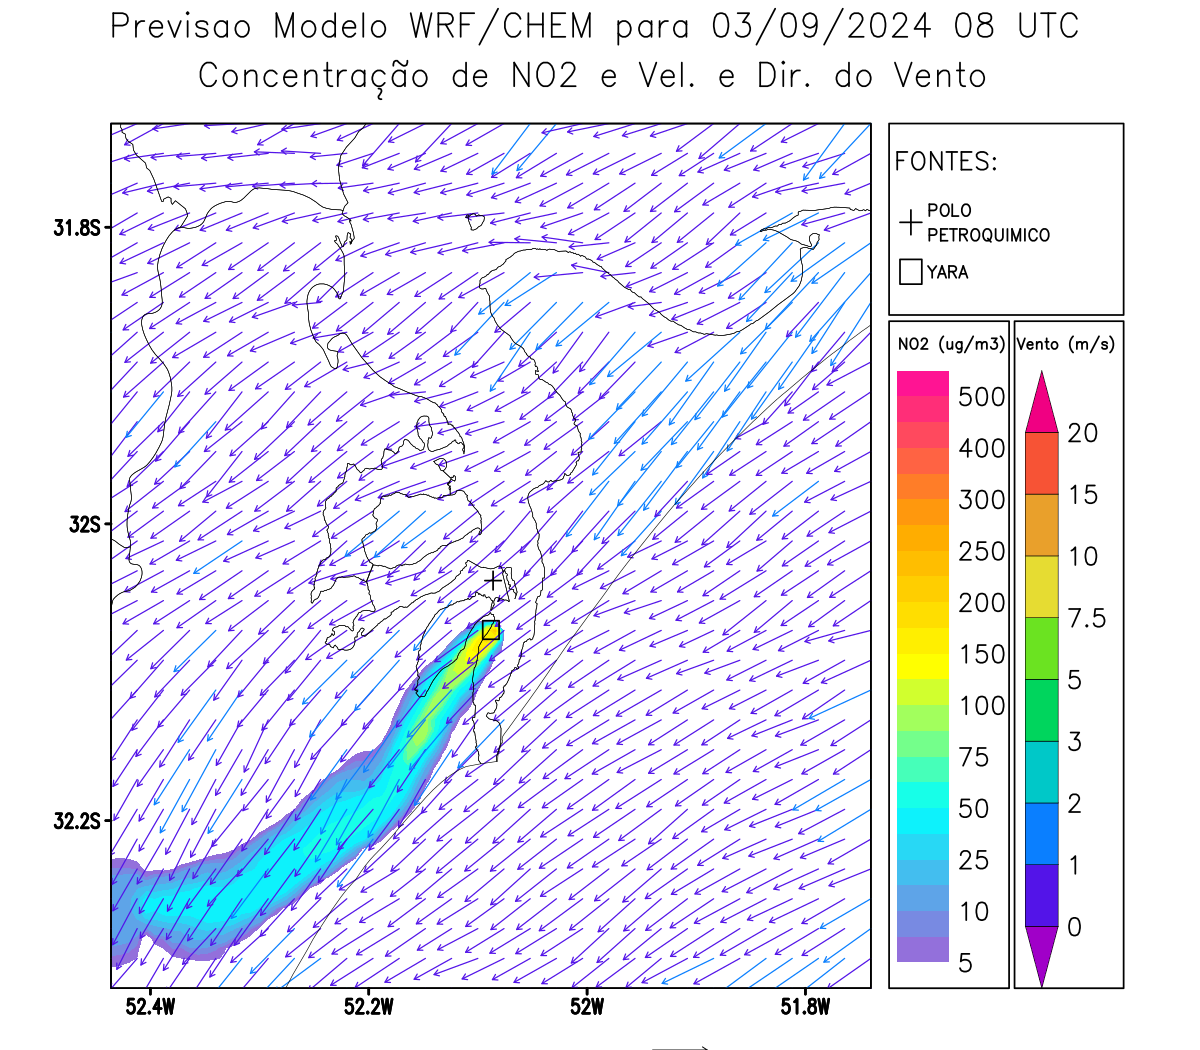 Previsao Modelo WRF/CHEM para 03/09/2024 08 UTC
Concentração de NO2 e Vel. e Dir. do Vento
FONTES:
POLO
PETROQUIMICO
YARA
NO2 (ug/m3)
500
400
300
250
200
150
100
75
50
25
10
5
Vento (m/s)
20
15
10
7.5
5
3
2
1
0
31.8S
32S
32.2S
52.4W
52.2W
52W
51.8W